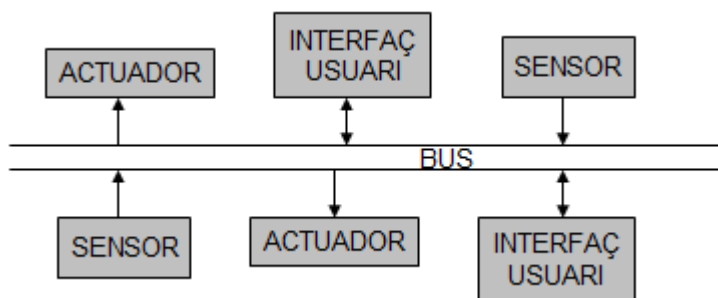 ACTUADOR
INTERFAÇ
USUARI
SENSOR
BUS
SENSOR
ACTUADOR
INTERFAÇ
USUARI